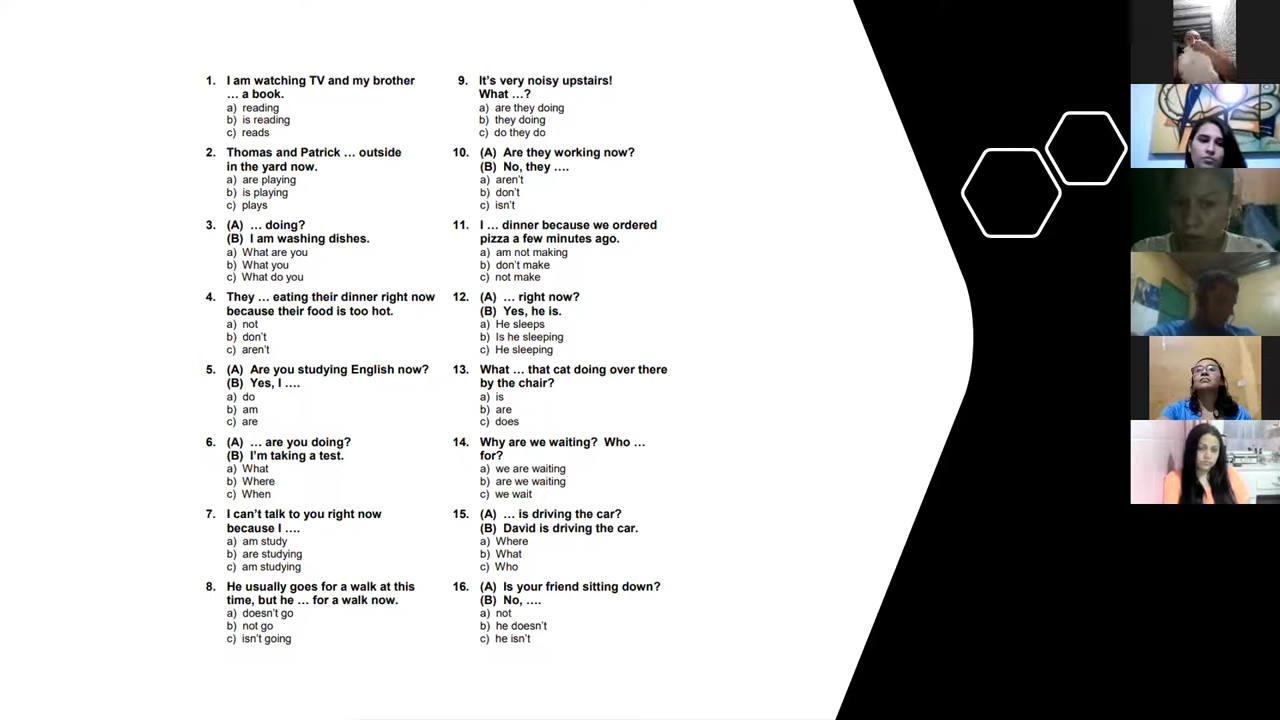 1. I am watching TV and my brother
… a book.
a) reading
b) is reading
c) reads
2. Thomas and Patrick … outside
in the yard now.
a) are playing
b) is playing
c) plays
3. (A) … doing?
(B) I am washing dishes.
a) What are you
b) What you
c) What do you
4. They … eating their dinner right now
because their food is too hot.
a) not
b) don't
c) aren't
5. (A) Are you studying English now?
(B) Yes, I ….
a) do
b) am
c) are
6. (A) … are you doing?
(B) I'm taking a test.
a) What
b) Where
c) When
7. I can't talk to you right now
because I ….
a) am study
b) are studying
c) am studying
8. He usually goes for a walk at this
time, but he … for a walk now.
a) doesn't go
b) not go
c) isn't going
9. It's very noisy upstairs!
What …?
a) are they doing
b) they doing
c) do they do
10. (A) Are they working now?
(B) No, they ….
a) aren't
b) don't
c) isn't
11. I … dinner because we ordered
pizza a few minutes ago.
a) am not making
b) don't make
c) not make
12. (A) … right now?
(B) Yes, he is.
a) He sleeps
b) Is he sleeping
c) He sleeping
13. What … that cat doing over there
by the chair?
a) is
b) are
c) does
14. Why are we waiting? Who …
for?
a) we are waiting
b) are we waiting
c) we wait
15. (A) … is driving the car?
(B) David is driving the car.
a) Where
b) What
c) Who
16. (A) Is your friend sitting down?
(B) No, ….
a) not
b) he doesn't
c) he isn't